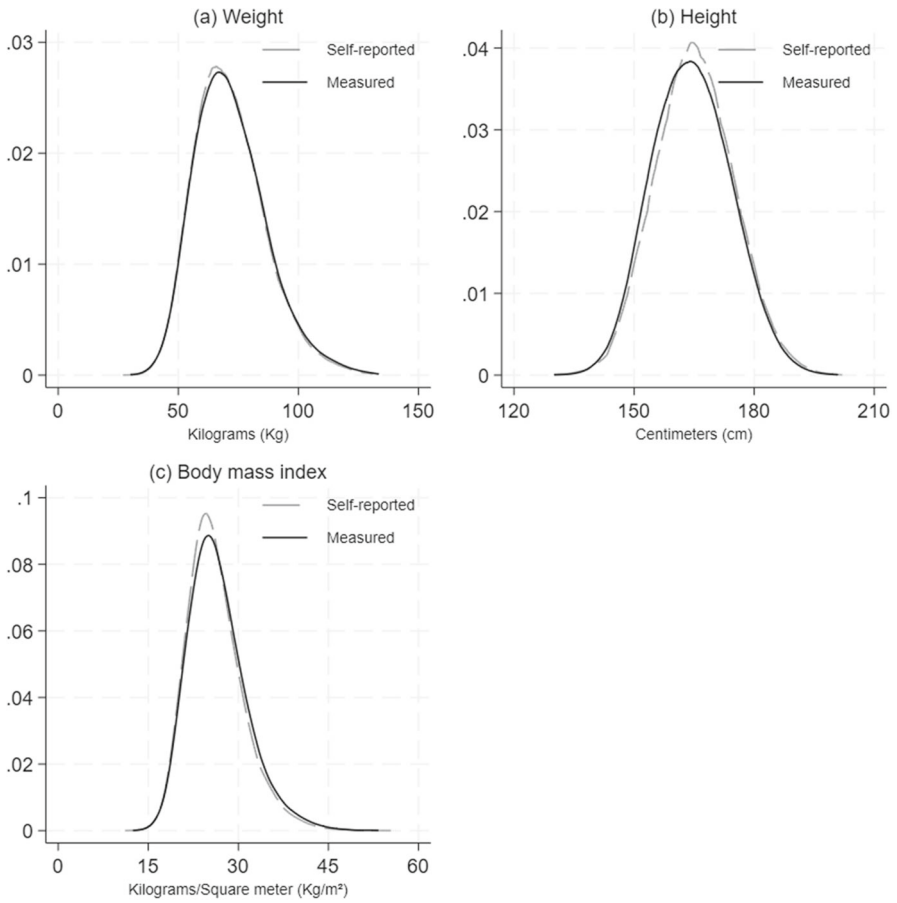 (a) Weight
.03
.02
.01
0
Self-reported
Measured
0 50 100 150
Kilograms (Kg)
(b) Height
.04
.03
.02
.01
0
Self-reported
Measured
120 150 180 210
Centimeters (cm)
(c) Body mass index
.1
.08
.06
.04
.02
0
Self-reported
Measured
0 15 30 45 60
Kilograms/Square meter (Kg/m²)